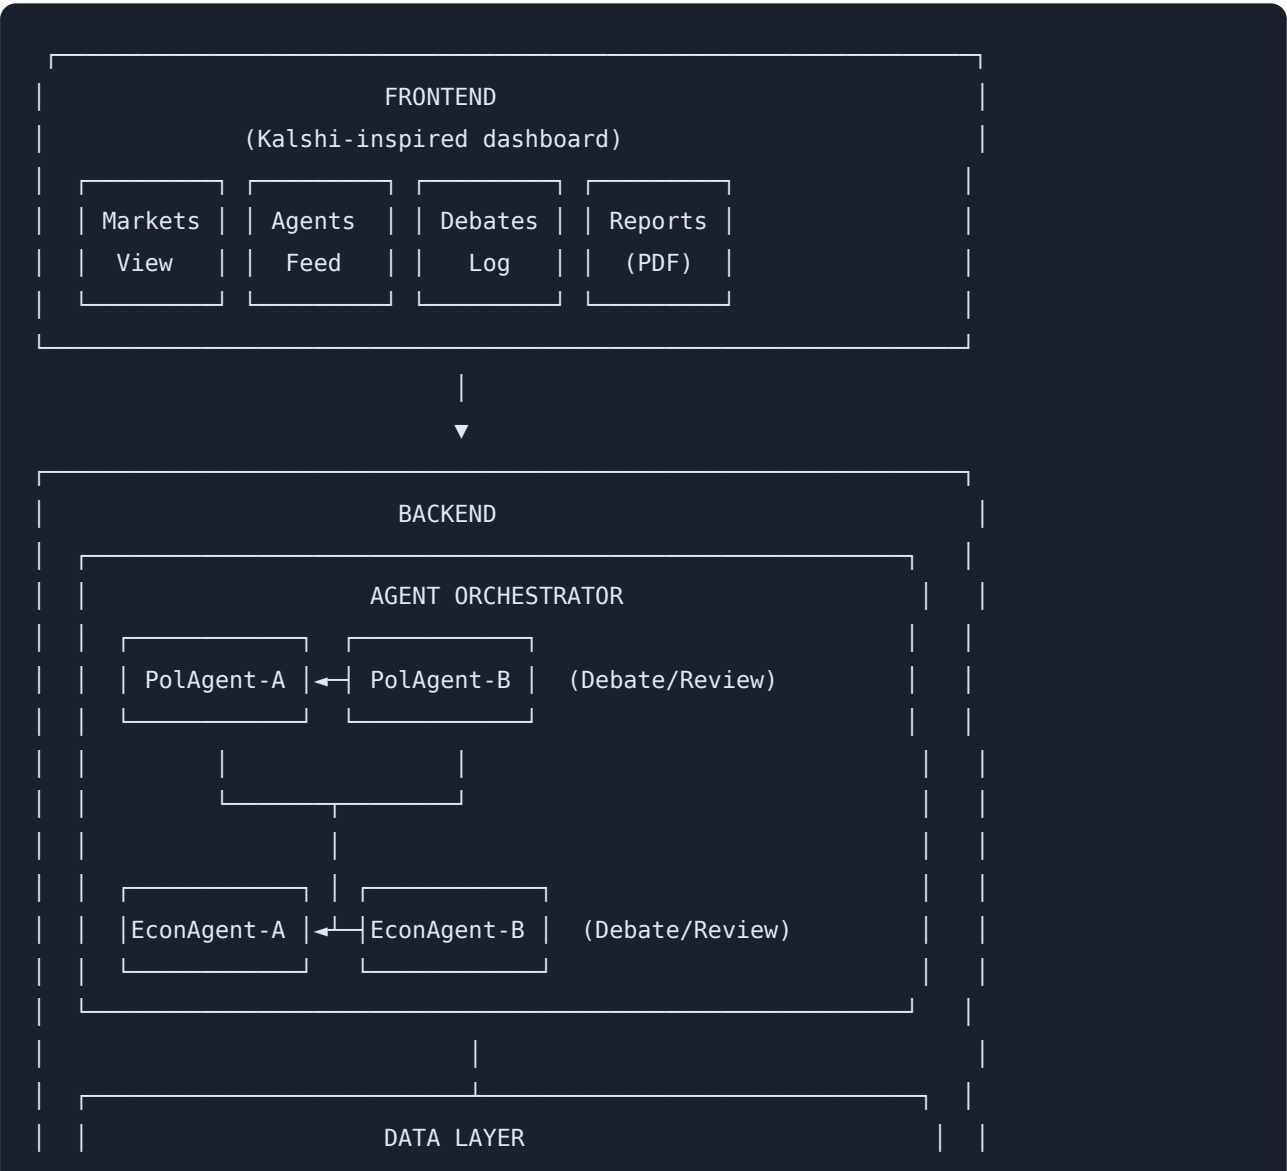 FRONTEND
(Kalshi-inspired dashboard)
Markets Agents Debates Reports
View Feed Log (PDF)
BACKEND
AGENT ORCHESTRATOR
PolAgent-A PolAgent-B (Debate/Review)
EconAgent-A EconAgent-B (Debate/Review)
DATA LAYER